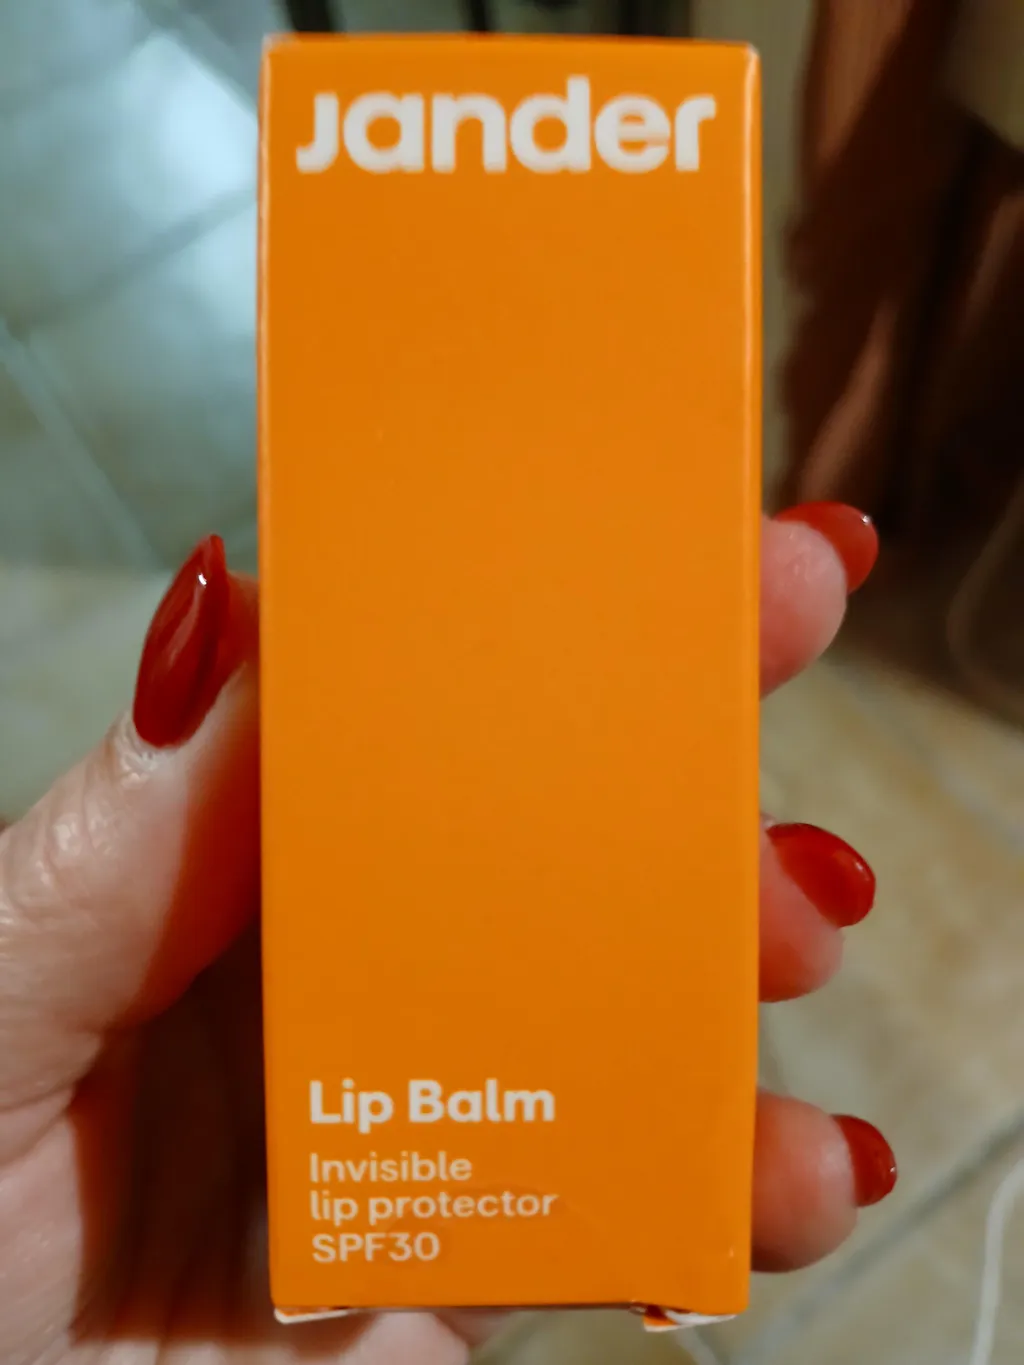 jander
Lip Balm
Invisible
lip protector
SPF30